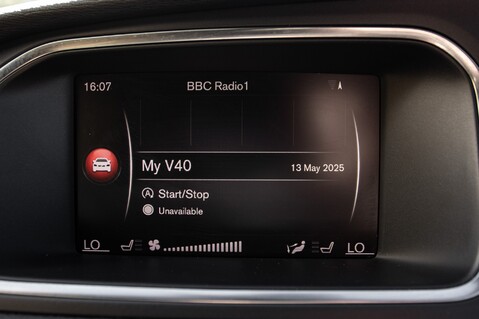 16:07 BBC Radio1
My V40 13 May 2025
Start/Stop
Unavailable
LO LO